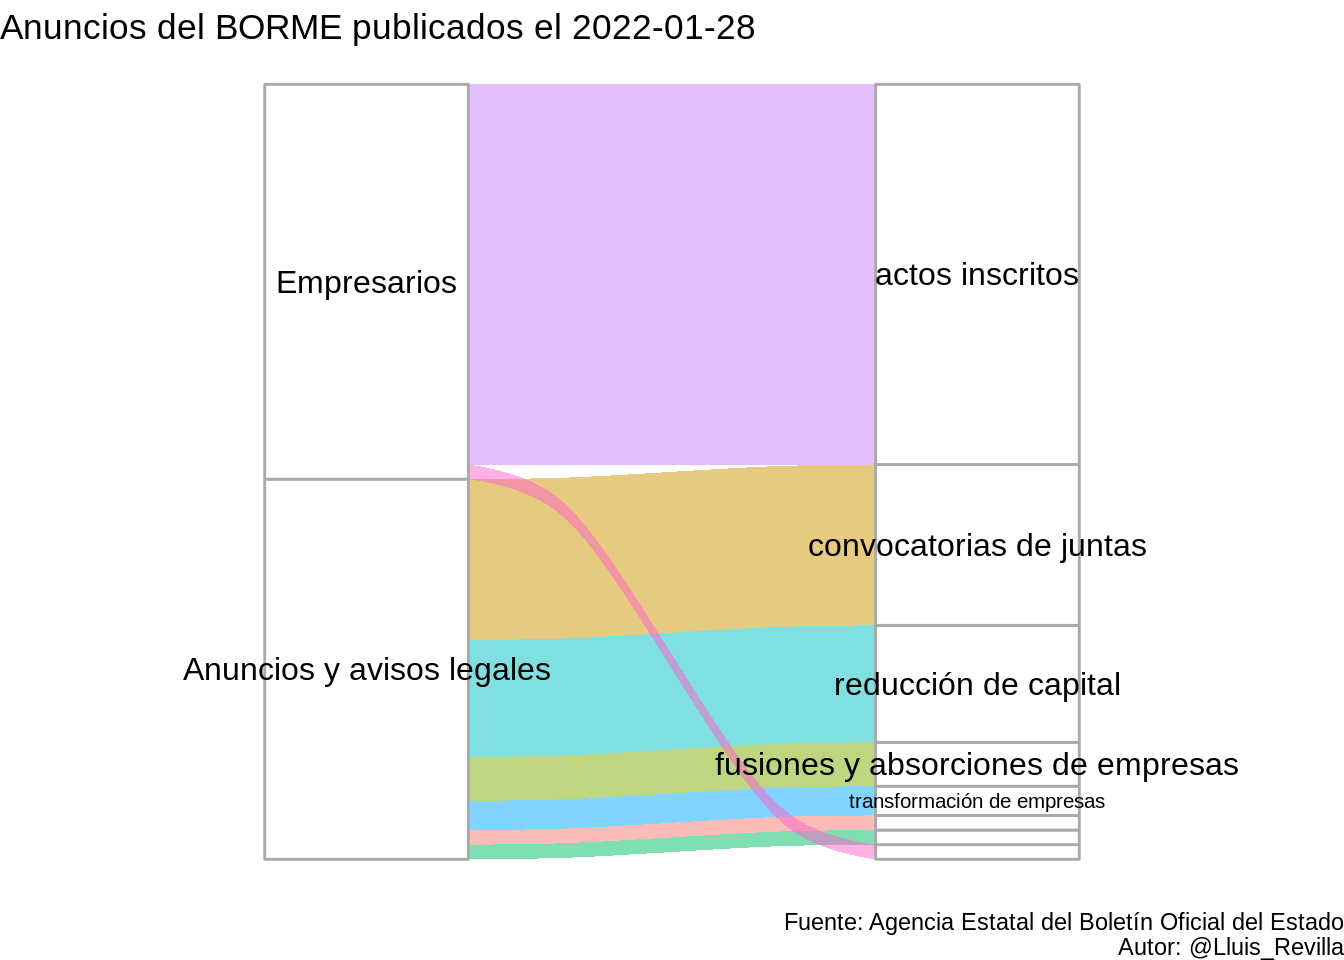 Anuncios del BORME publicados el 2022-01-28
Empresarios
actos inscritos
convocatorias de juntas
Anuncios y avisos legales
reducción de capital
fusiones y absorciones de empresas
transformación de empresas
Fuente: Agencia Estatal del Boletín Oficial del Estado
Autor: @Lluis_Revilla